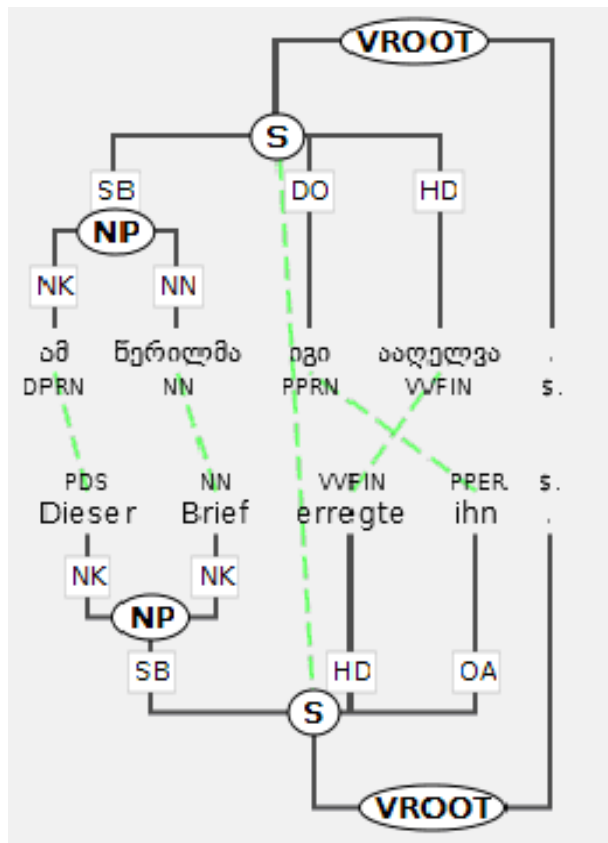 VROOT
S
SB DO HD
NP
NK NN
ამ წერილმა იგი ააღელვა .
DPRN NN PPRN VVFIN $.
PDS NN VVFIN PPER $.
Dieser Brief erregte ihn .
NK NK
NP
SB HD OA
S
VROOT